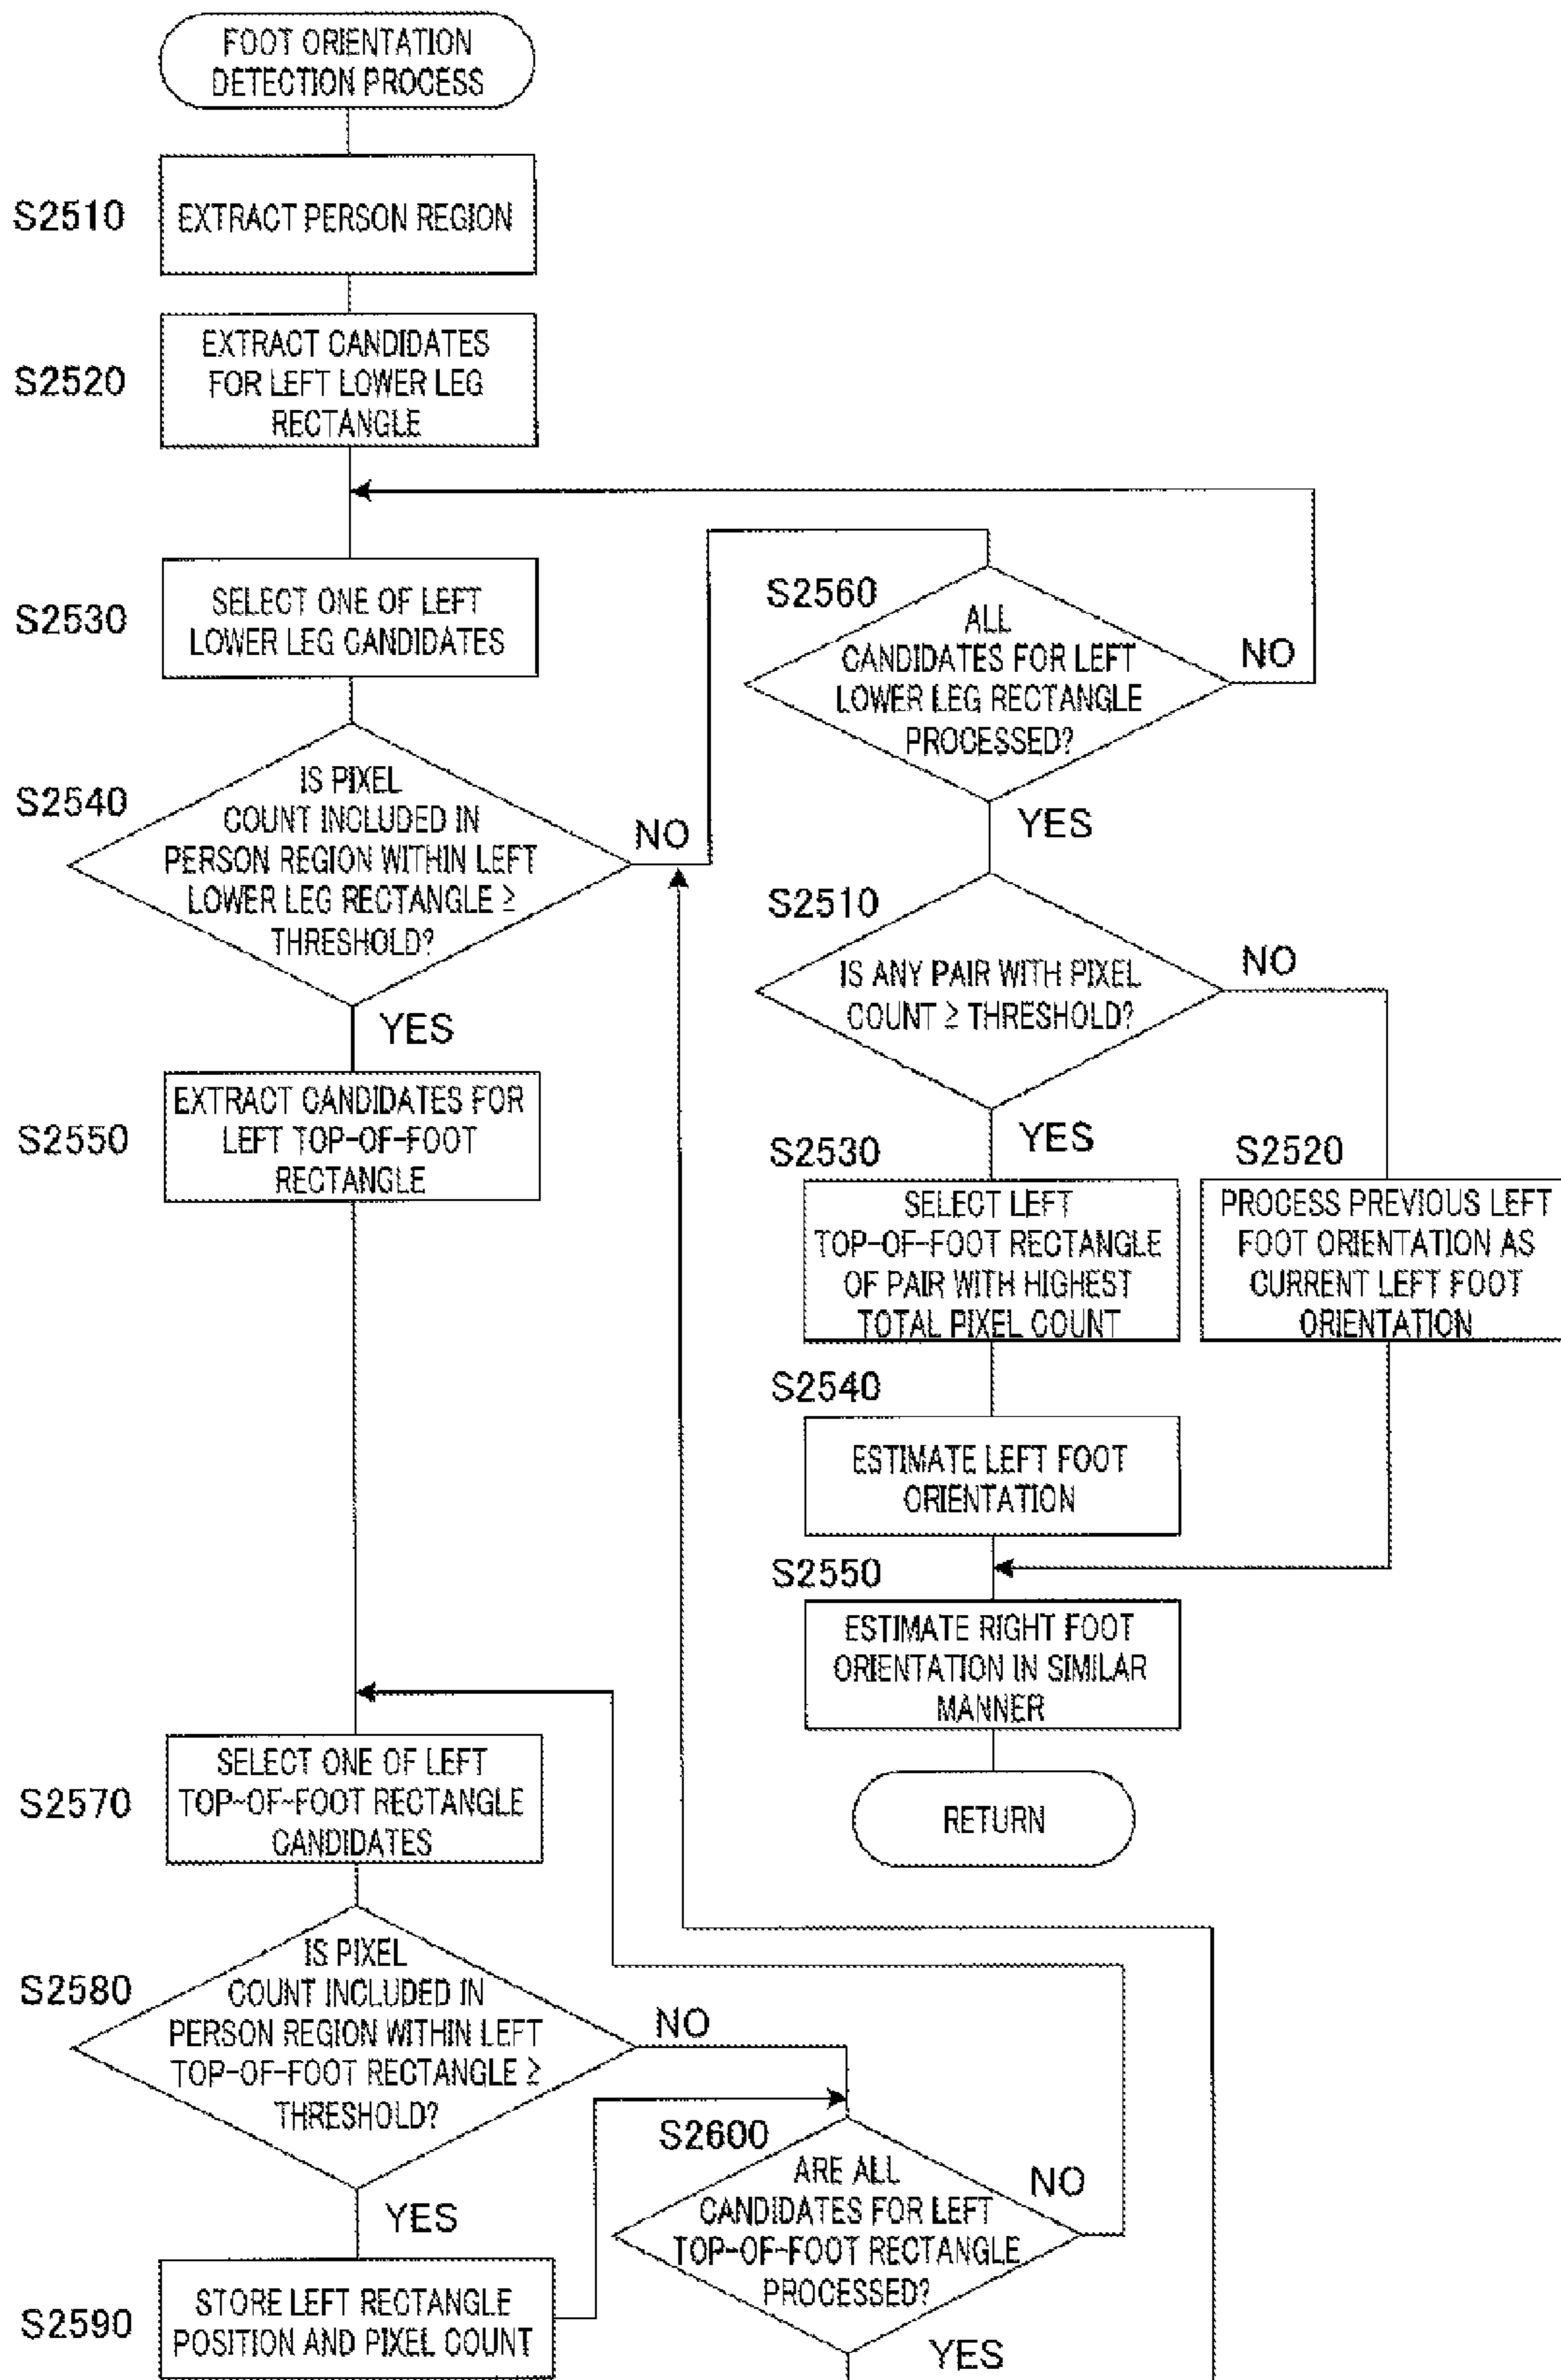 FOOT ORIENTATION
DETECTION PROCESS
S2510
EXTRACT PERSON REGION
S2520
EXTRACT CANDIDATES
FOR LEFT LOWER LEG
RECTANGLE
S2530
SELECT ONE OF LEFT
LOWER LEG CANDIDATES
S2540
IS PIXEL
COUNT INCLUDED IN
PERSON REGION WITHIN LEFT
LOWER LEG RECTANGLE ≧
THRESHOLD?
NO
YES
S2550
EXTRACT CANDIDATES FOR
LEFT TOP-OF-FOOT
RECTANGLE
S2560
ALL
CANDIDATES FOR LEFT
LOWER LEG RECTANGLE
PROCESSED?
NO
YES
S2510
IS ANY PAIR WITH PIXEL
COUNT ≧ THRESHOLD?
NO
YES
S2530
SELECT LEFT
TOP-OF-FOOT RECTANGLE
OF PAIR WITH HIGHEST
TOTAL PIXEL COUNT
S2520
PROCESS PREVIOUS LEFT
FOOT ORIENTATION AS
CURRENT LEFT FOOT
ORIENTATION
S2540
ESTIMATE LEFT FOOT
ORIENTATION
S2550
ESTIMATE RIGHT FOOT
ORIENTATION IN SIMILAR
MANNER
RETURN
S2570
SELECT ONE OF LEFT
TOP-OF-FOOT RECTANGLE
CANDIDATES
S2580
IS PIXEL
COUNT INCLUDED IN
PERSON REGION WITHIN LEFT
TOP-OF-FOOT RECTANGLE ≧
THRESHOLD?
NO
YES
S2590
STORE LEFT RECTANGLE
POSITION AND PIXEL COUNT
S2600
ARE ALL
CANDIDATES FOR LEFT
TOP-OF-FOOT RECTANGLE
PROCESSED?
NO
YES